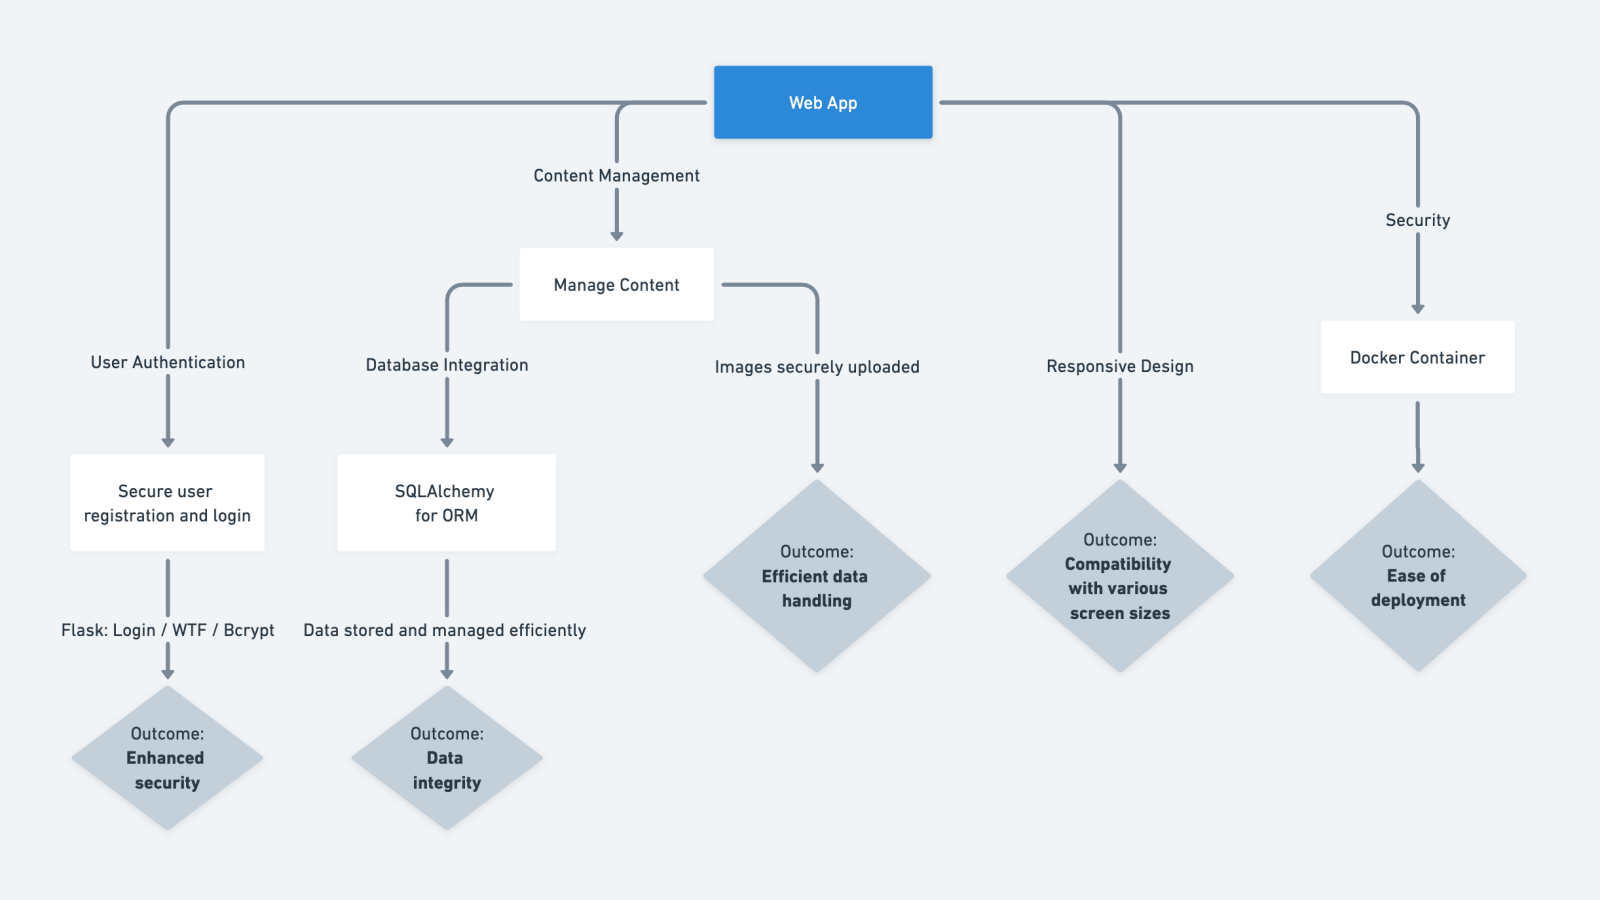 Web App
Content Management
Security
Manage Content
User Authentication
Database Integration
Images securely uploaded
Responsive Design
Docker Container
Secure user
registration and login
SQLAlchemy
for ORM
Outcome:
Efficient data
handling
Outcome:
Compatibility
with various
screen sizes
Outcome:
Ease of
deployment
Flask: Login / WTF / Bcrypt
Data stored and managed efficiently
Outcome:
Enhanced
security
Outcome:
Data
integrity